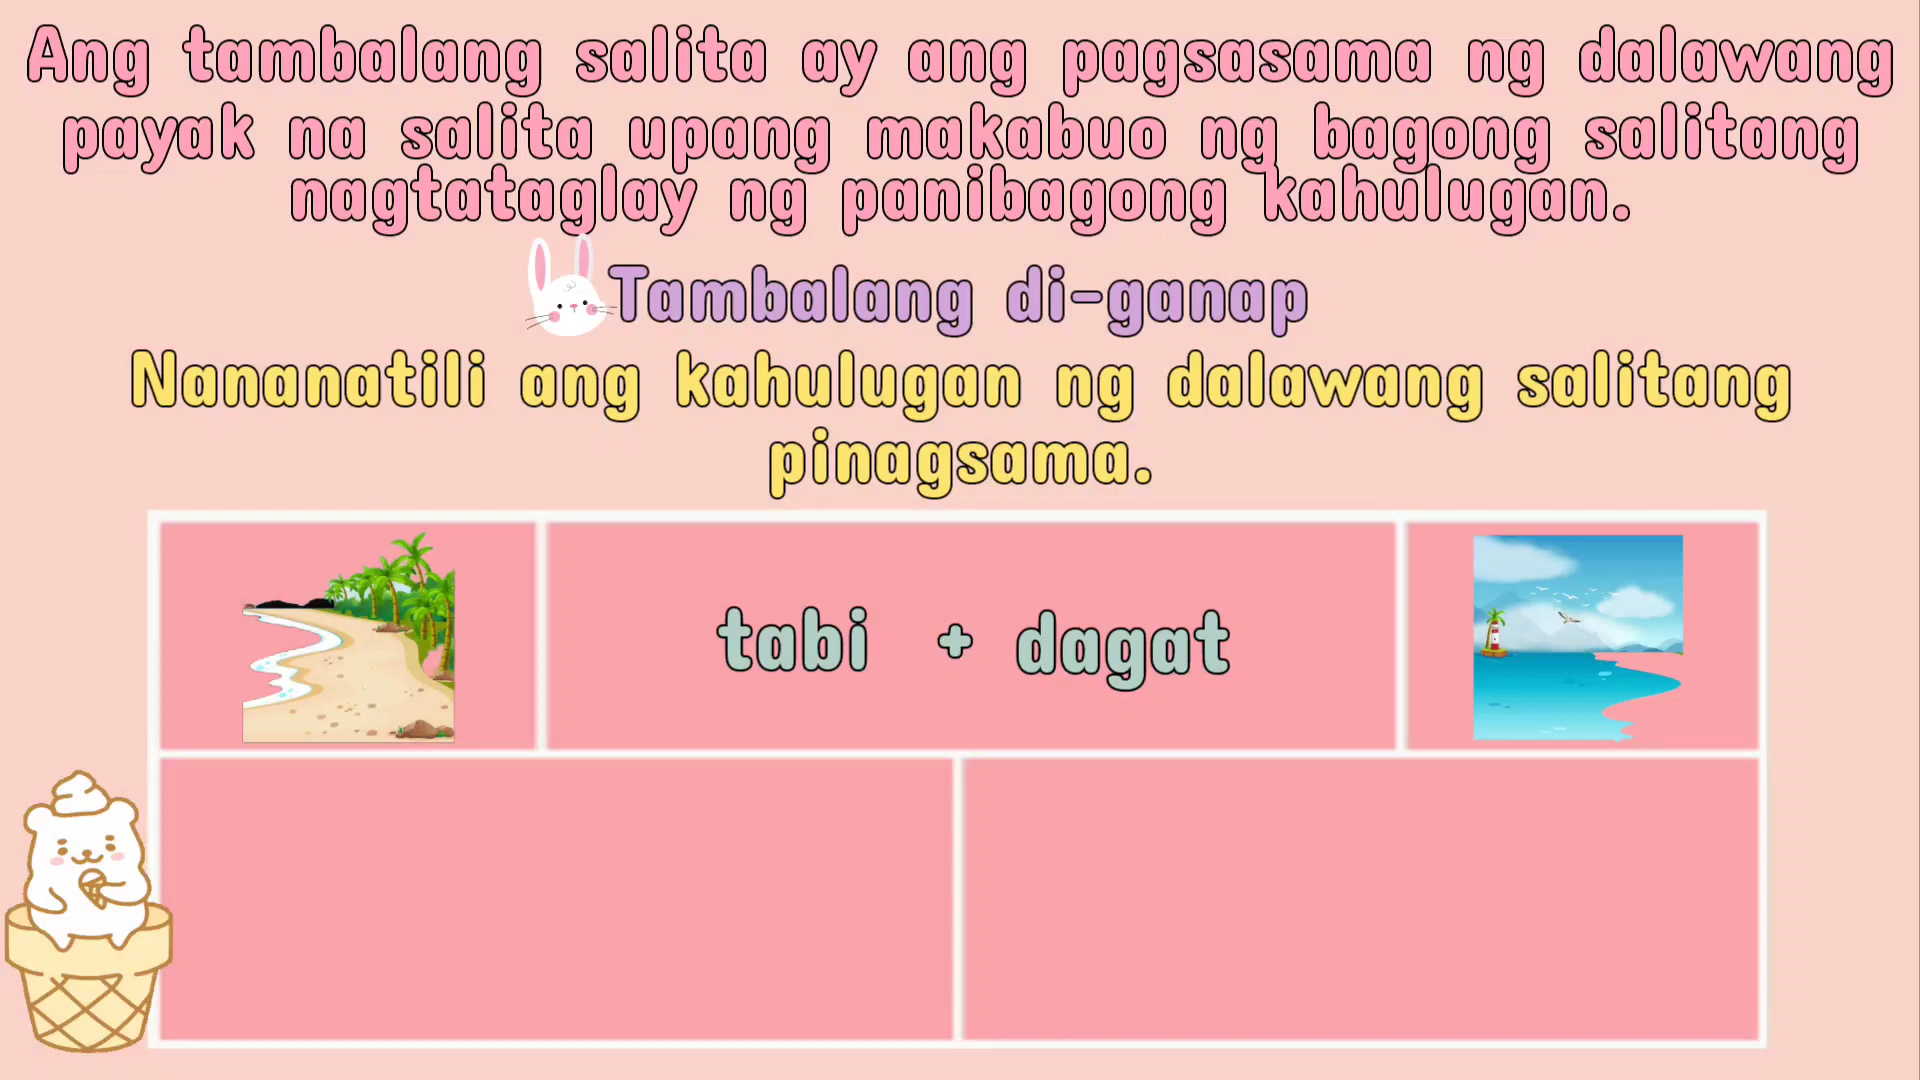 Ang tambalang salita ay ang pagsasama ng dalawang
payak na salita upang makabuo ng bagong salitang
nagtataglay ng panibagong kahulugan.
Tambalang di-ganap
Nananatili ang kahulugan ng dalawang salitang
pinagsama.
tabi + dagat